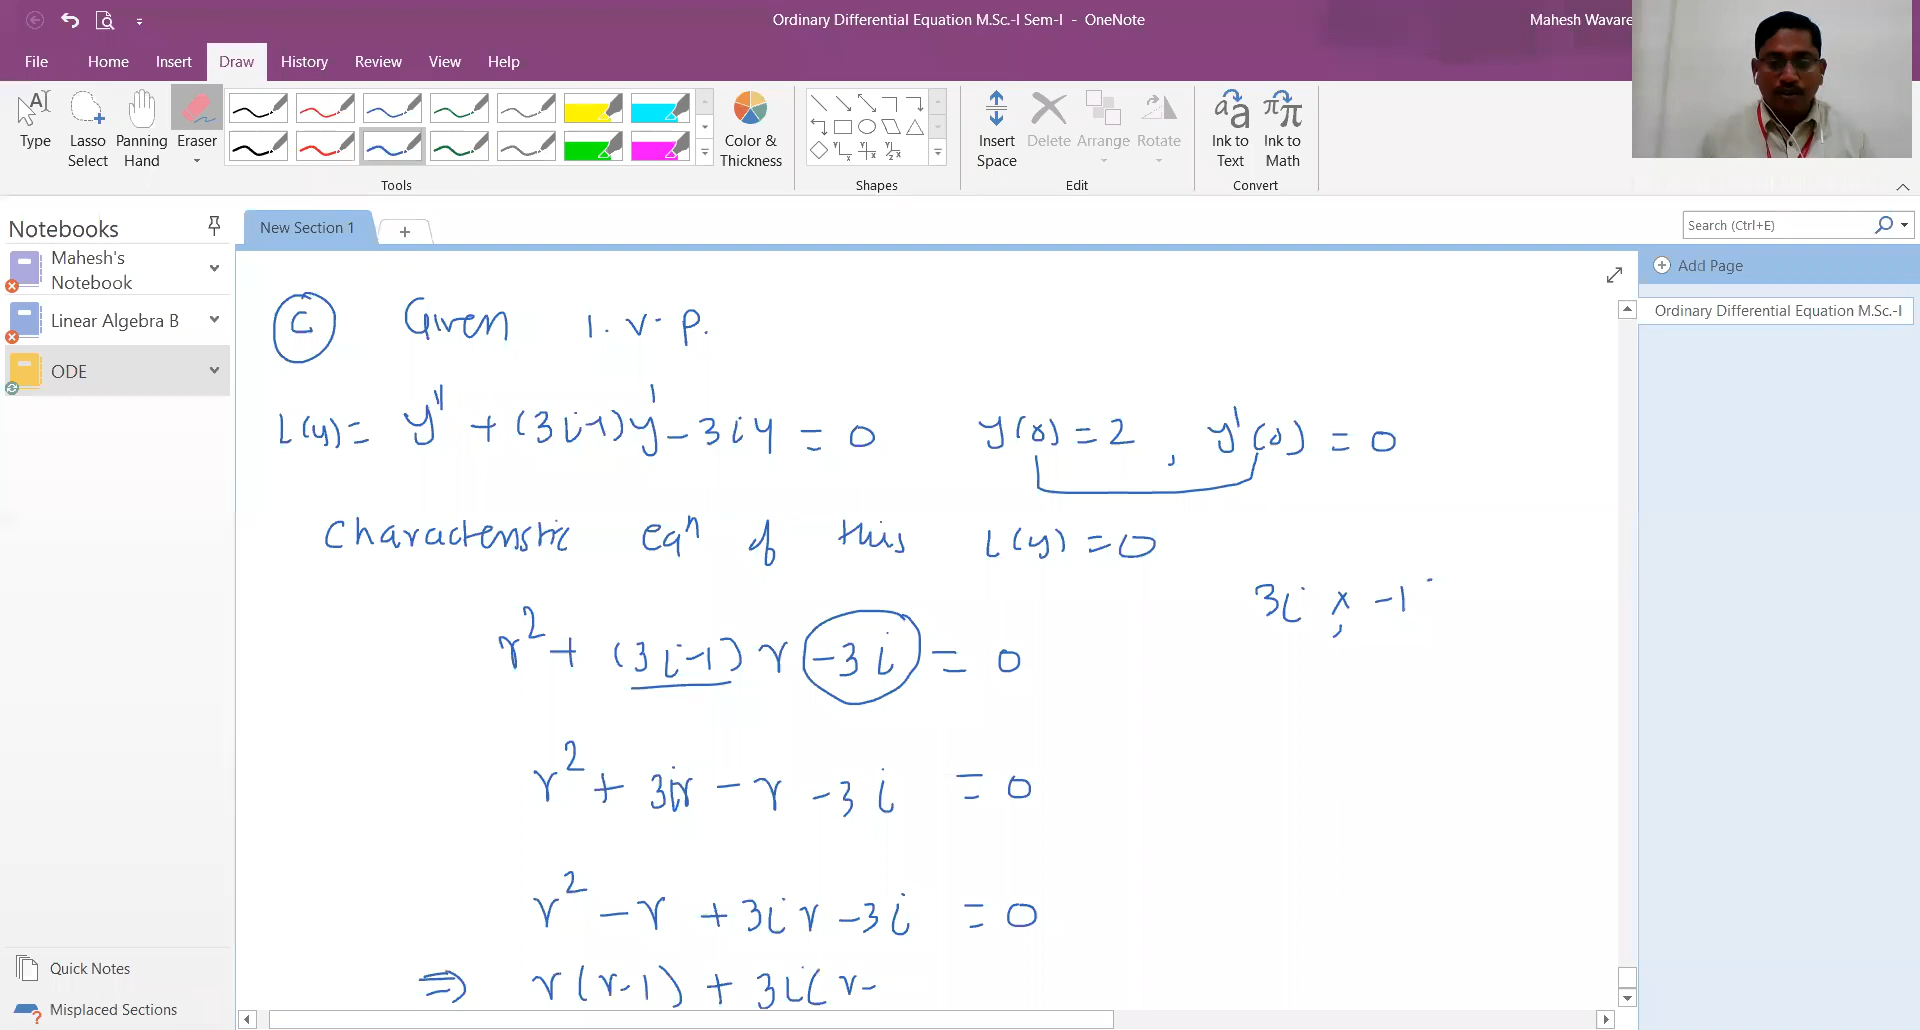 Ordinary Differential Equation M.Sc.-I Sem-I - OneNote
Mahesh Wavare
File Home Insert Draw History Review View Help
Type
Lasso Select
Panning Hand
Eraser
Color & Thickness
Insert Space
Delete
Arrange
Rotate
Ink to Text
Ink to Math
Tools
Shapes
Edit
Convert
Notebooks
New Section 1
+
Search (Ctrl+E)
Mahesh's Notebook
Linear Algebra B
ODE
Add Page
Ordinary Differential Equation M.Sc.-I
C Given I.V.P.
L(y) = y'' + (3i-1)y' - 3iy = 0 y(0) = 2, y'(0) = 0
Characterstic eqⁿ of this L(y) = 0
3i × -1
,
r² + (3i-1) r -3i = 0
r² + 3ir - r - 3i = 0
r² - r + 3ir - 3i = 0
⇒ r(r-1) + 3i(r-
Quick Notes
Misplaced Sections